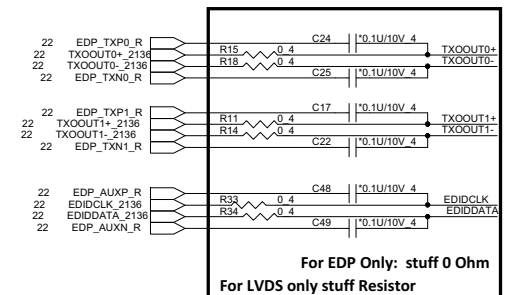 22 EDP_TXP0_R C24 *0.1U/10V_4
22 TXOOUT0+_2136 R15 0_4 TXOOUT0+
22 TXOOUT0-_2136 R18 0_4 TXOOUT0-
22 EDP_TXN0_R C25 *0.1U/10V_4
22 EDP_TXP1_R C17 *0.1U/10V_4
22 TXOOUT1+_2136 R11 0_4 TXOOUT1+
22 TXOOUT1-_2136 R14 0_4 TXOOUT1-
22 EDP_TXN1_R C22 *0.1U/10V_4
22 EDP_AUXP_R C48 *0.1U/10V_4
22 EDIDCLK_2136 R33 0_4 EDIDCLK
22 EDIDDATA_2136 R34 0_4 EDIDDATA
22 EDP_AUXN_R C49 *0.1U/10V_4
For EDP Only: stuff 0 Ohm
For LVDS only stuff Resistor